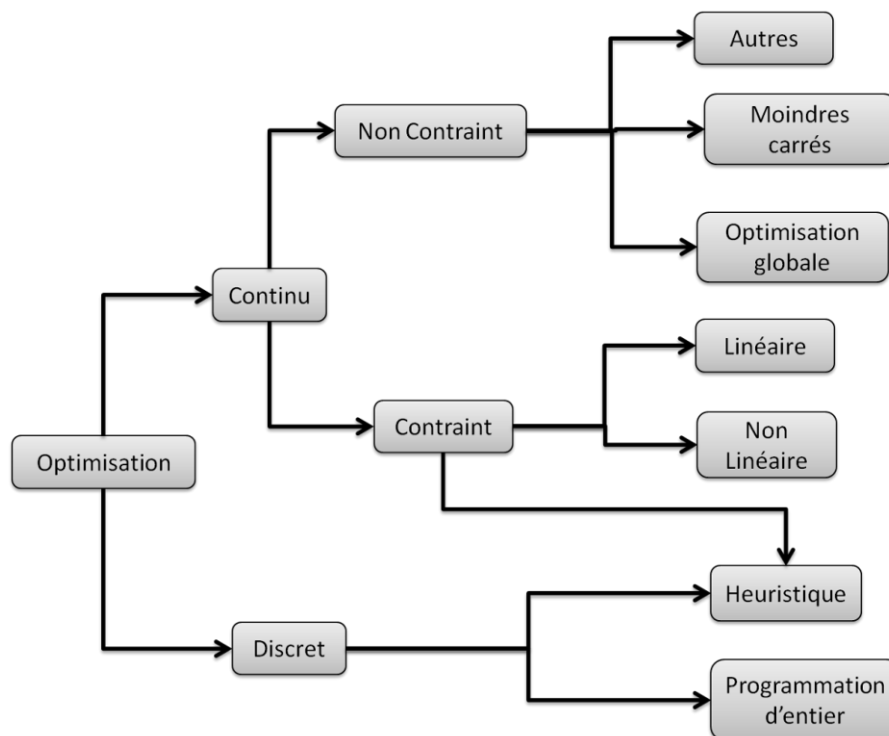 Autres
Non Contraint
Moindres
carrés
Optimisation
globale
Continu
Linéaire
Contraint
Non
Linéaire
Optimisation
Heuristique
Discret
Programmation
d’entier